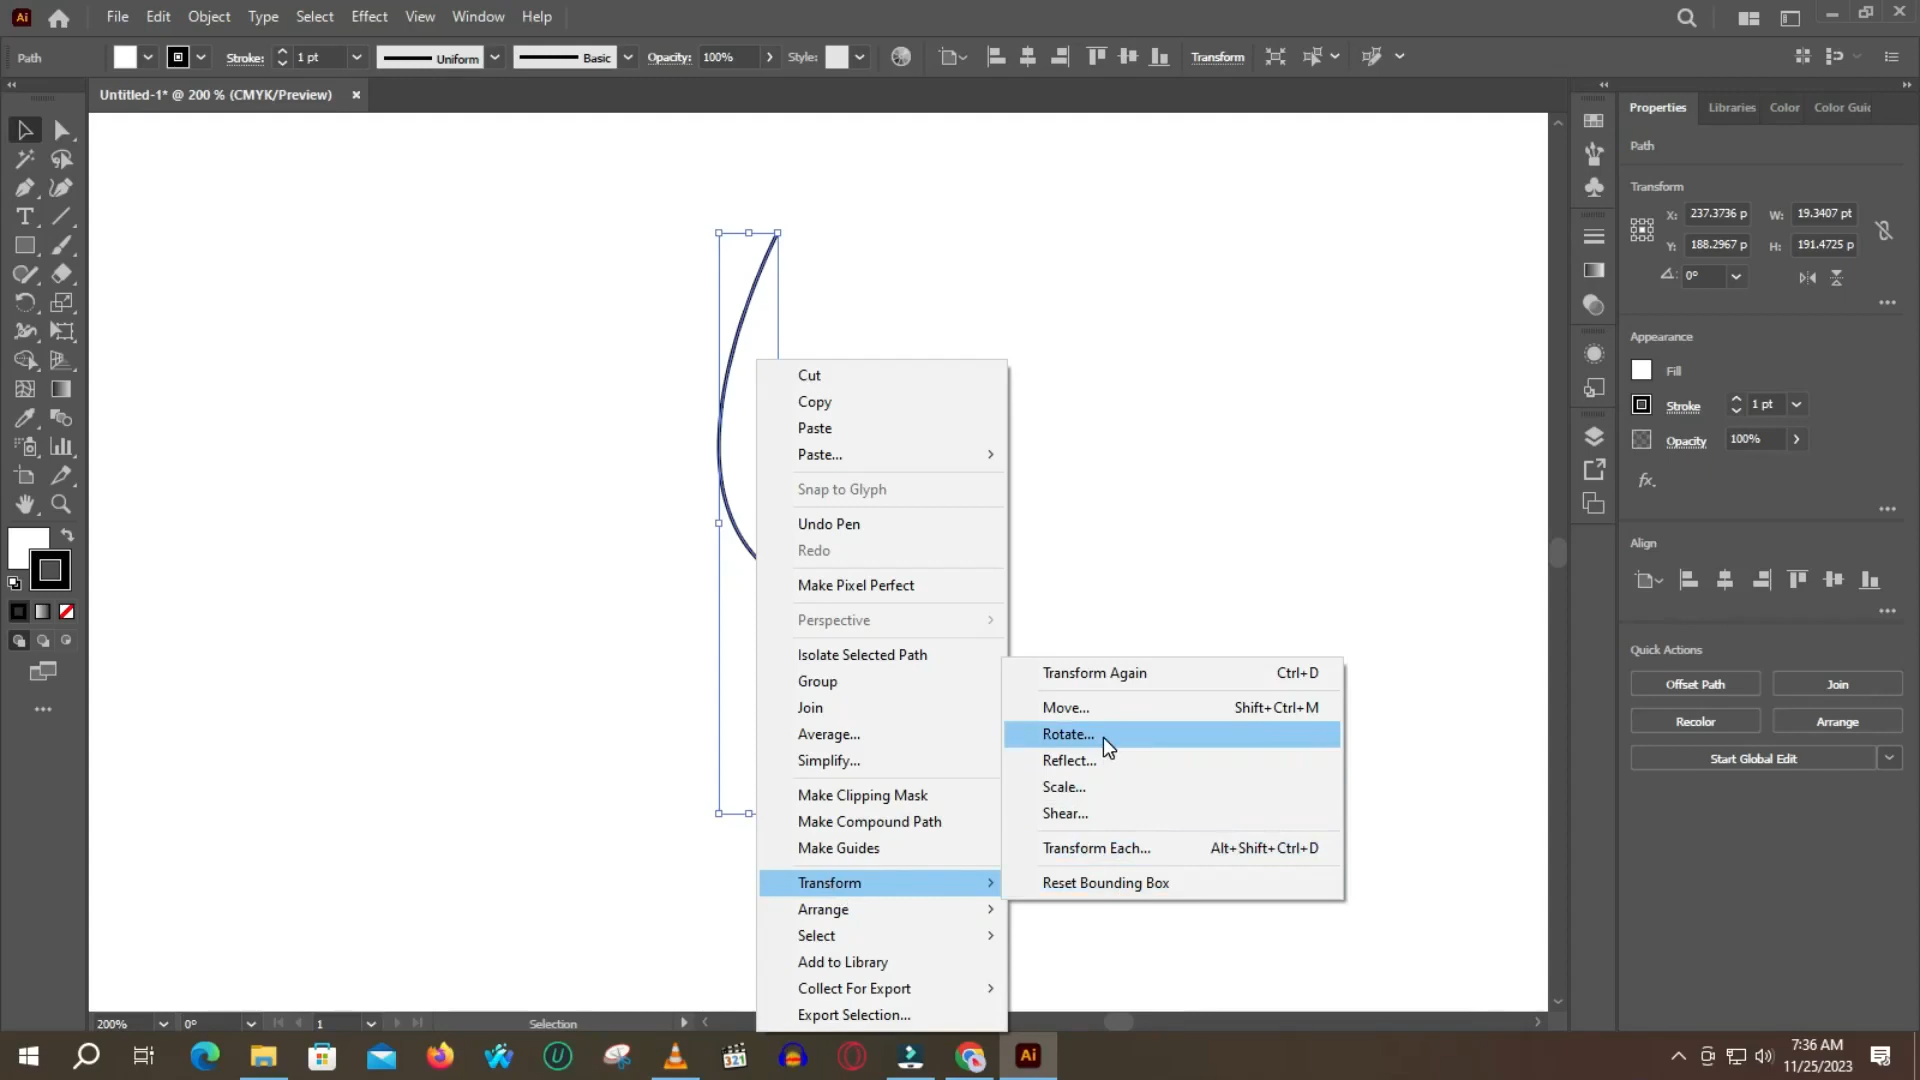 Ai File Edit Object Type Select Effect View Window Help
Path Stroke: 1 pt Uniform Basic Opacity: 100% Style: Transform
Untitled-1* @ 200 % (CMYK/Preview)
Properties Libraries Color Color Guid
Path
Transform
X: 237.3736 p W: 19.3407 pt
Y: 188.2967 p H: 191.4725 p
0°
Appearance
Fill
Stroke 1 pt
Opacity 100%
fx.
Align
Quick Actions
Offset Path Join
Recolor Arrange
Start Global Edit
Cut
Copy
Paste
Paste...
Snap to Glyph
Undo Pen
Redo
Make Pixel Perfect
Perspective
Isolate Selected Path
Group
Join
Average...
Simplify...
Make Clipping Mask
Make Compound Path
Make Guides
Transform
Arrange
Select
Add to Library
Collect For Export
Export Selection...
Transform Again Ctrl+D
Move... Shift+Ctrl+M
Rotate...
Reflect...
Scale...
Shear...
Transform Each... Alt+Shift+Ctrl+D
Reset Bounding Box
200% 0° 1 Selection
321
Ai
7:36 AM
11/25/2023